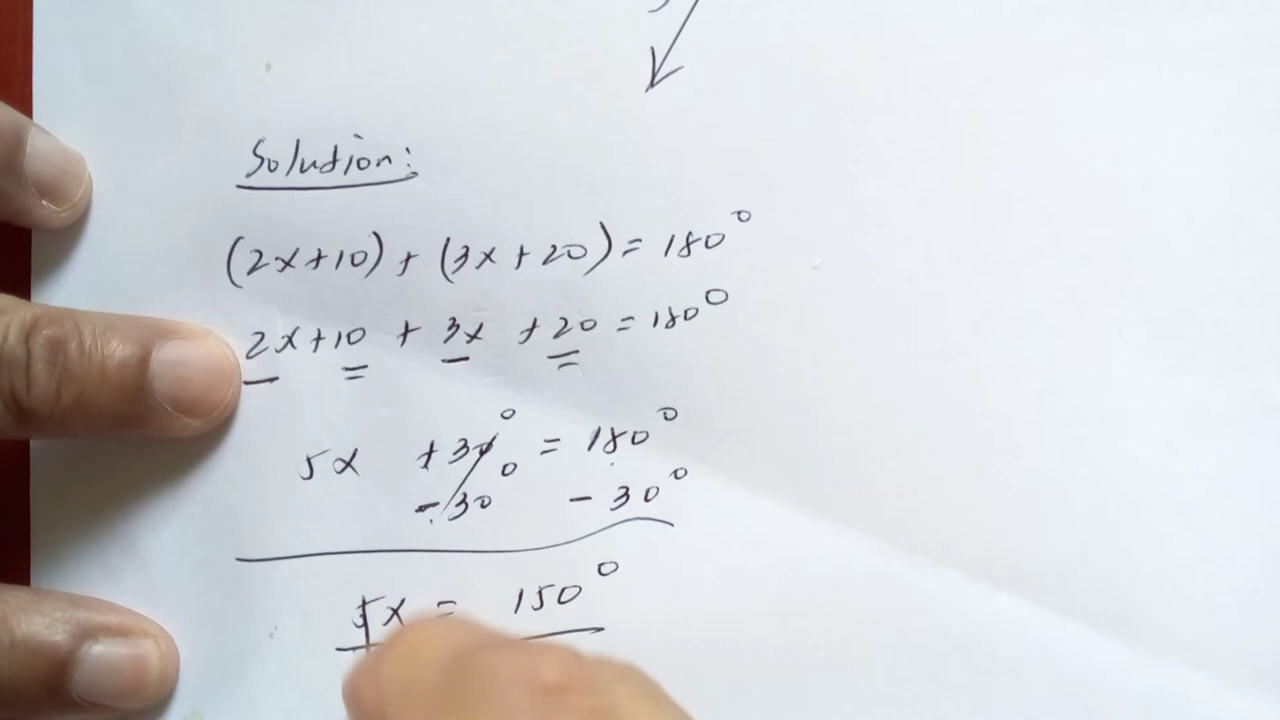 Solution:
(2x+10) + (3x+20) = 180°
2x+10 + 3x +20 = 180°
5x +30° = 180°
-30° -30°
5x = 150°